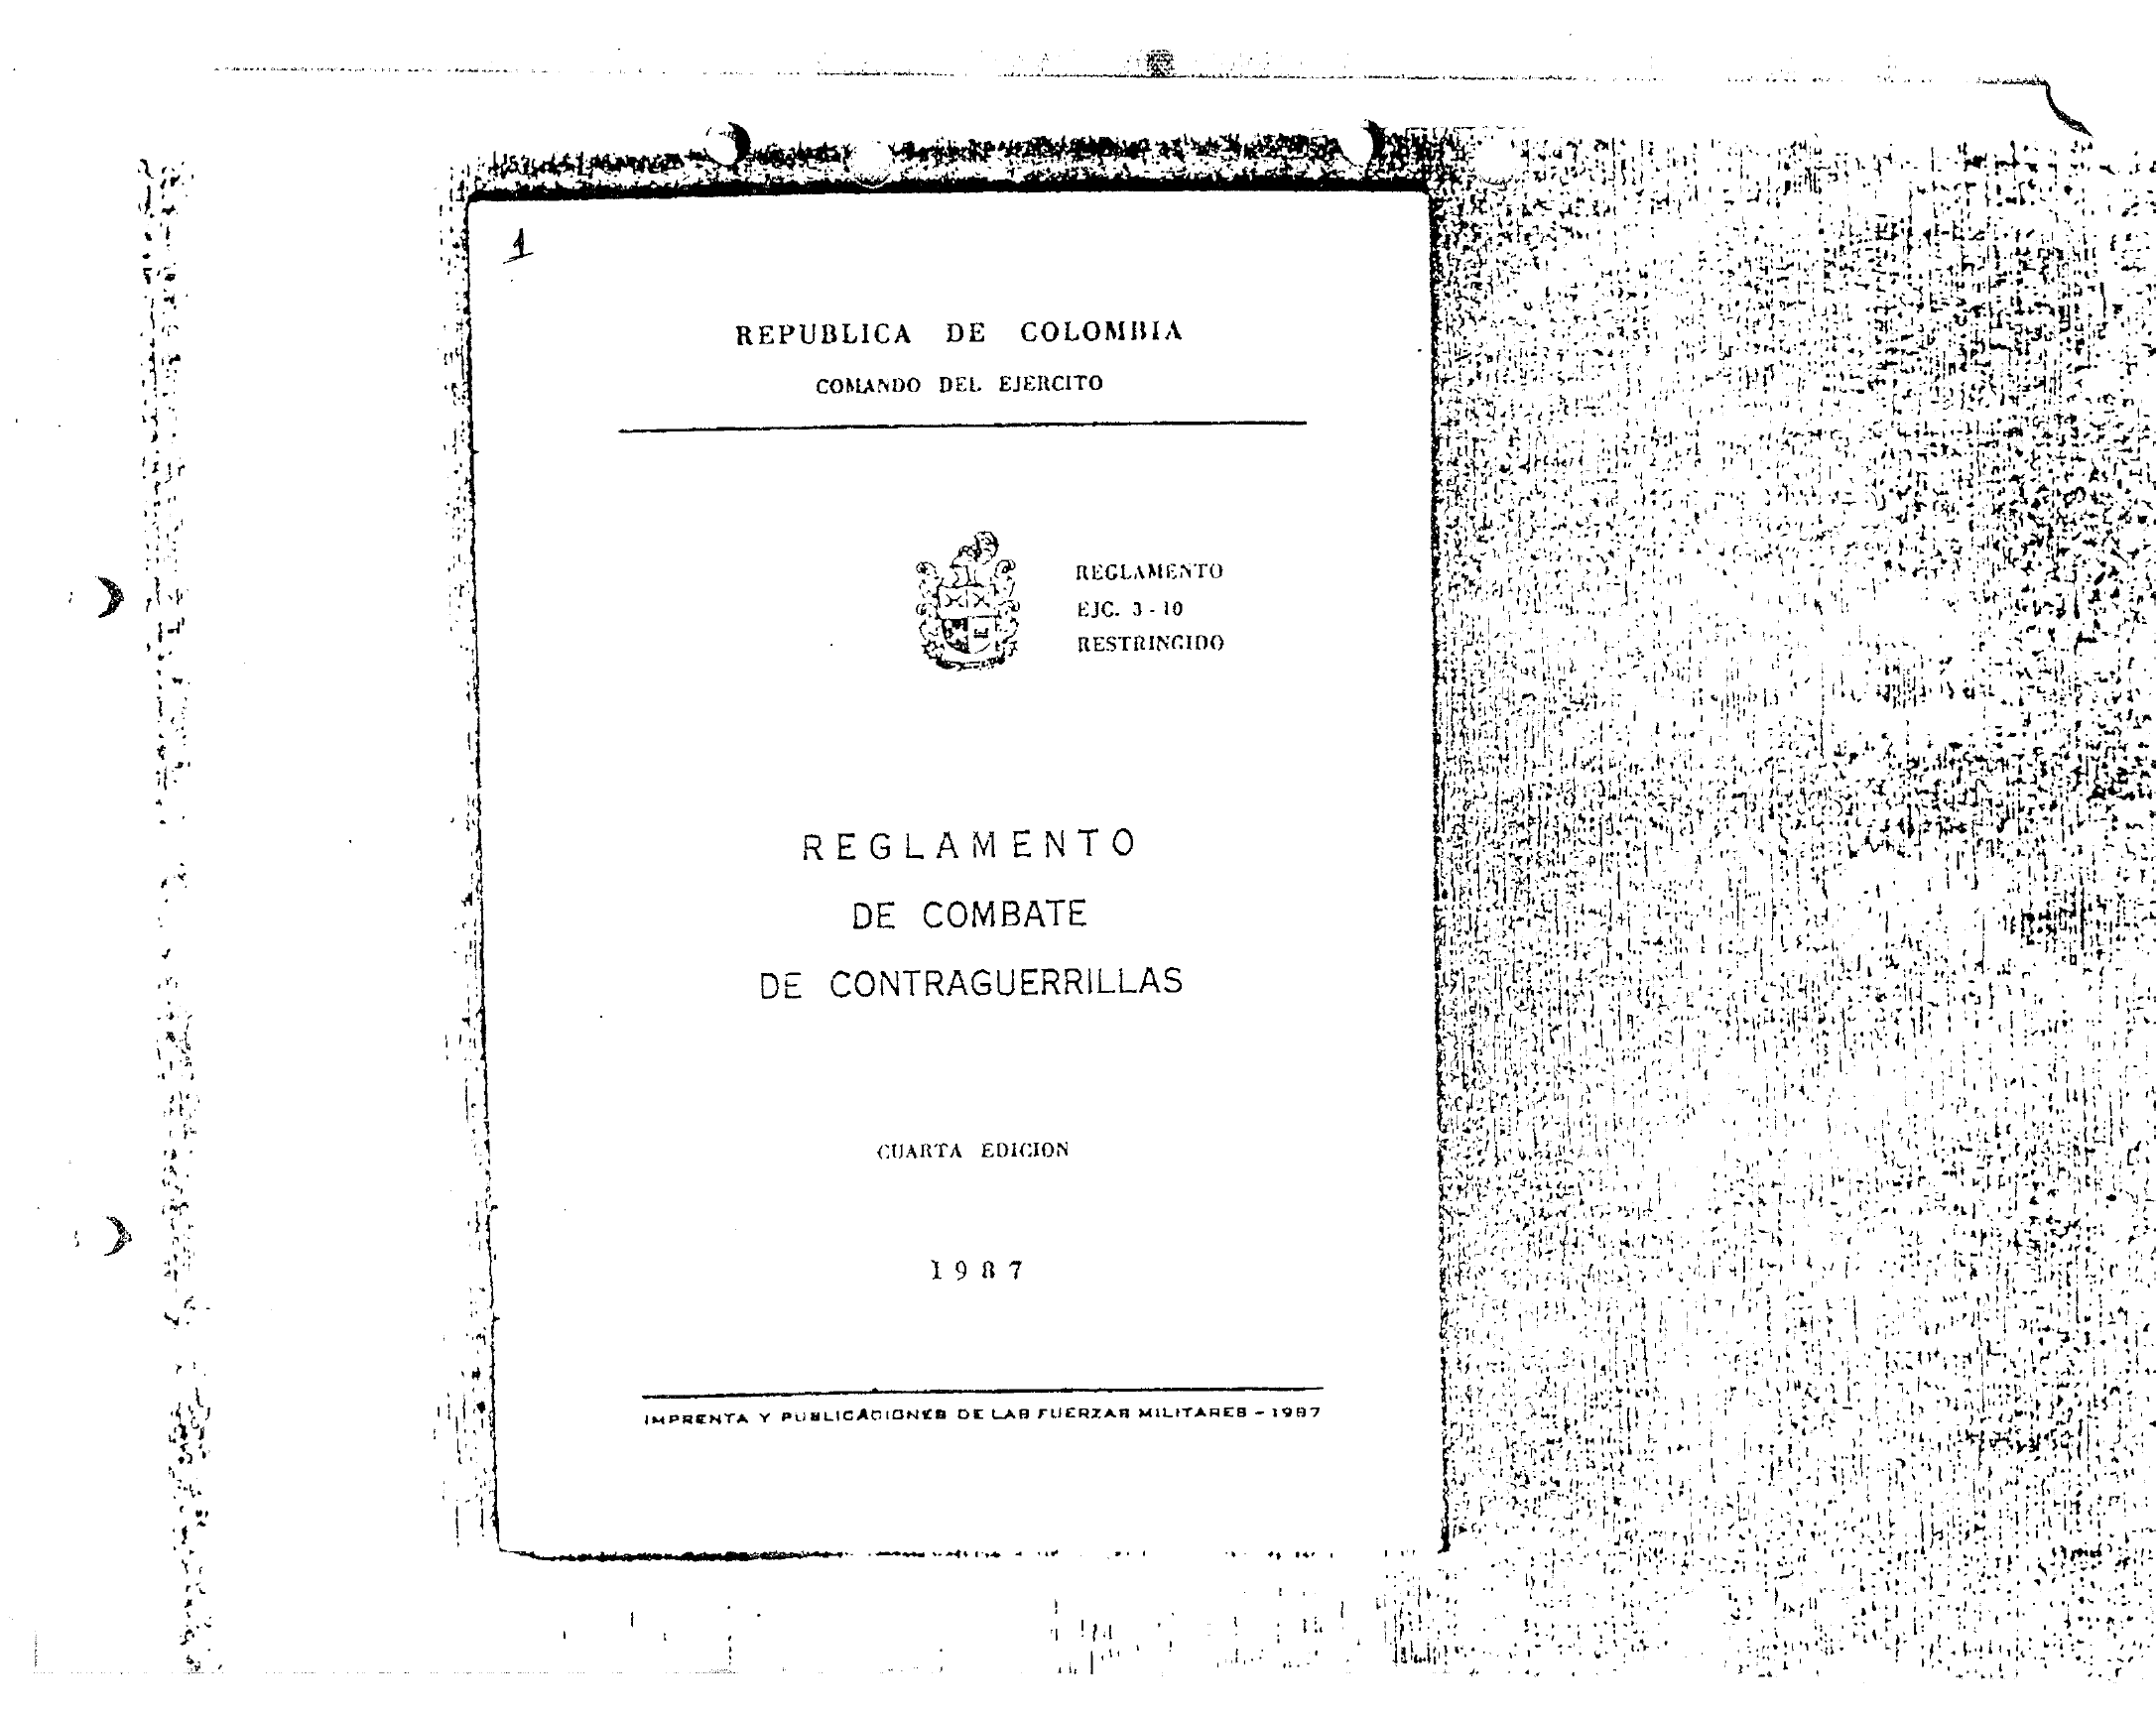 1
REPUBLICA DE COLOMBIA
COMANDO DEL EJERCITO
REGLAMENTO
EJC. 3-10
RESTRINGIDO
REGLAMENTO
DE COMBATE
DE CONTRAGUERRILLAS
CUARTA EDICION
1987
IMPRENTA Y PUBLICACIONES DE LAS FUERZAS MILITARES - 1987